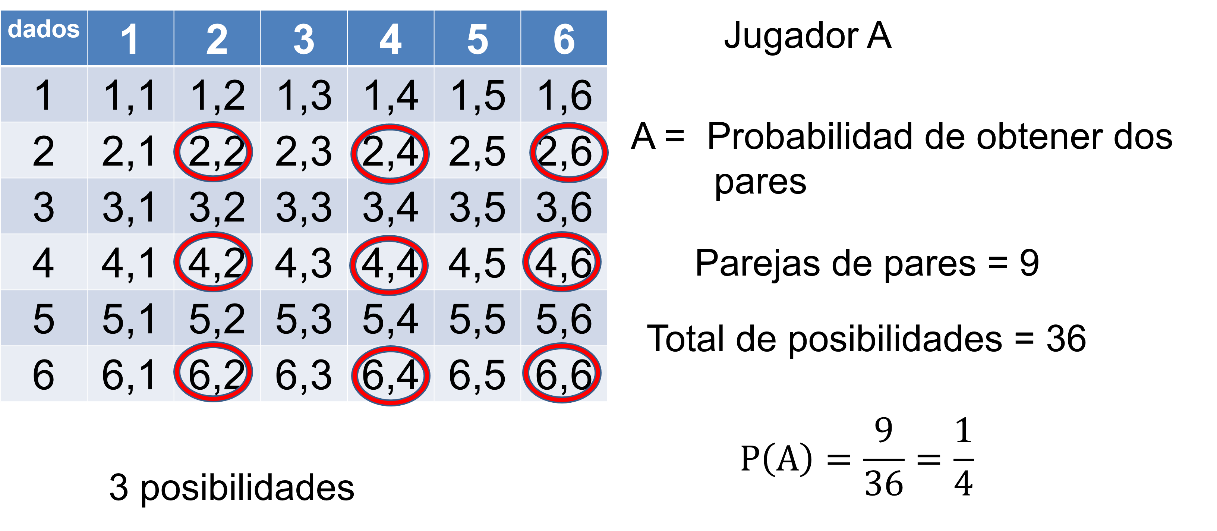 dados 1 2 3 4 5 6
1 1,1 1,2 1,3 1,4 1,5 1,6
2 2,1 2,2 2,3 2,4 2,5 2,6
3 3,1 3,2 3,3 3,4 3,5 3,6
4 4,1 4,2 4,3 4,4 4,5 4,6
5 5,1 5,2 5,3 5,4 5,5 5,6
6 6,1 6,2 6,3 6,4 6,5 6,6
3 posibilidades
Jugador A
A = Probabilidad de obtener dos
pares
Parejas de pares = 9
Total de posibilidades = 36
P(A) = 9/36 = 1/4